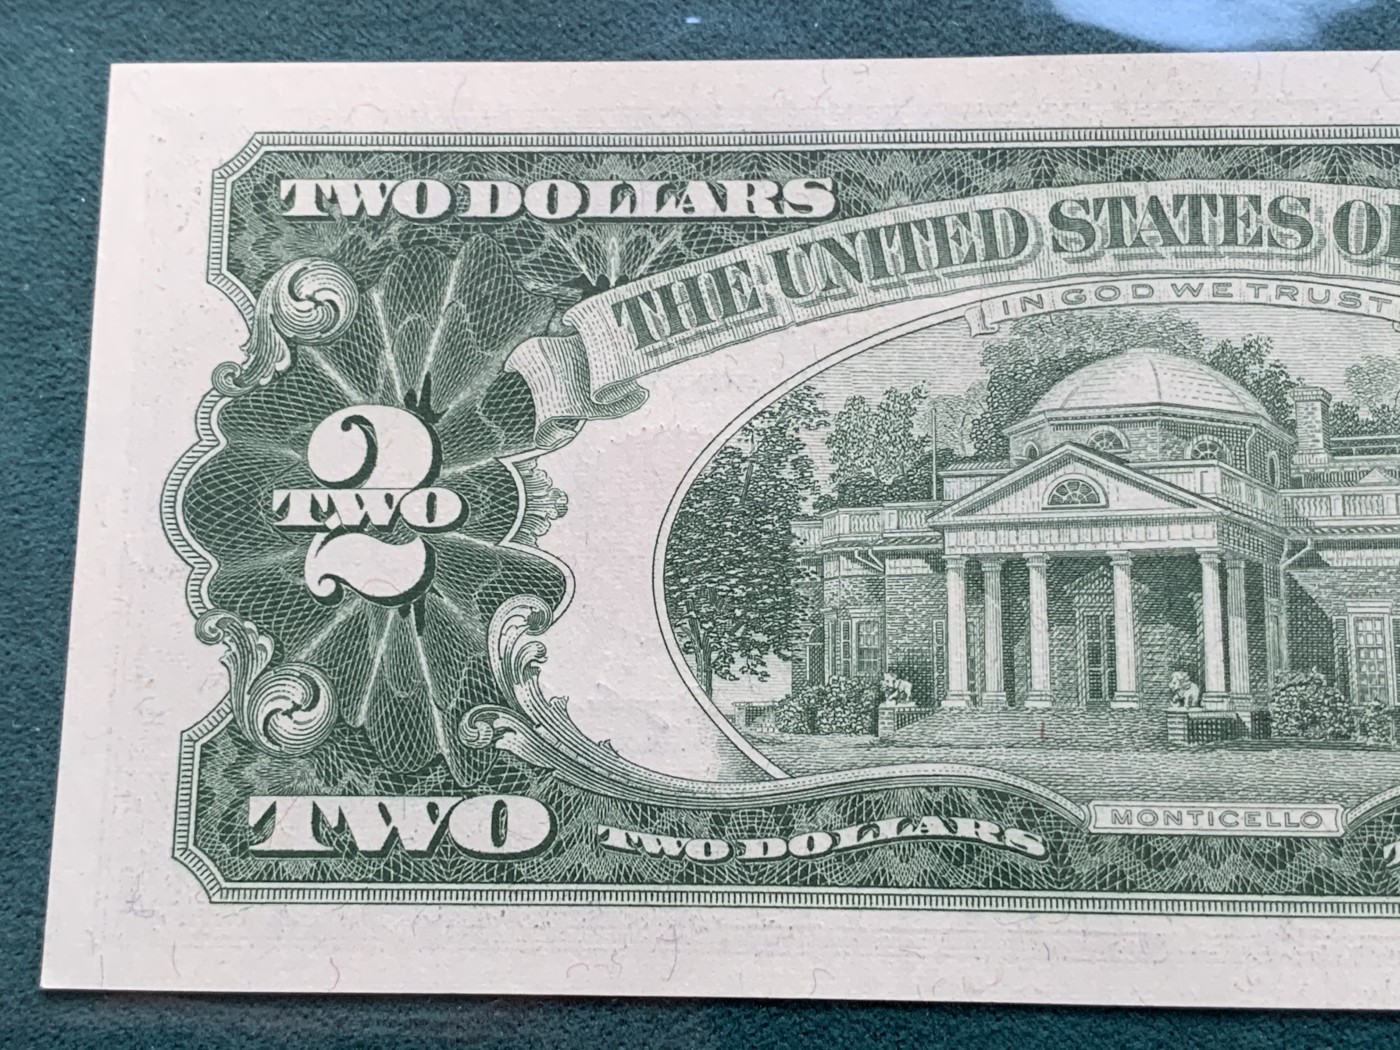 TWO DOLLARS
THE UNITED STATES
IN GOD WE TRUST
2
TWO
MONTICELLO
TWO
TWO DOLLARS